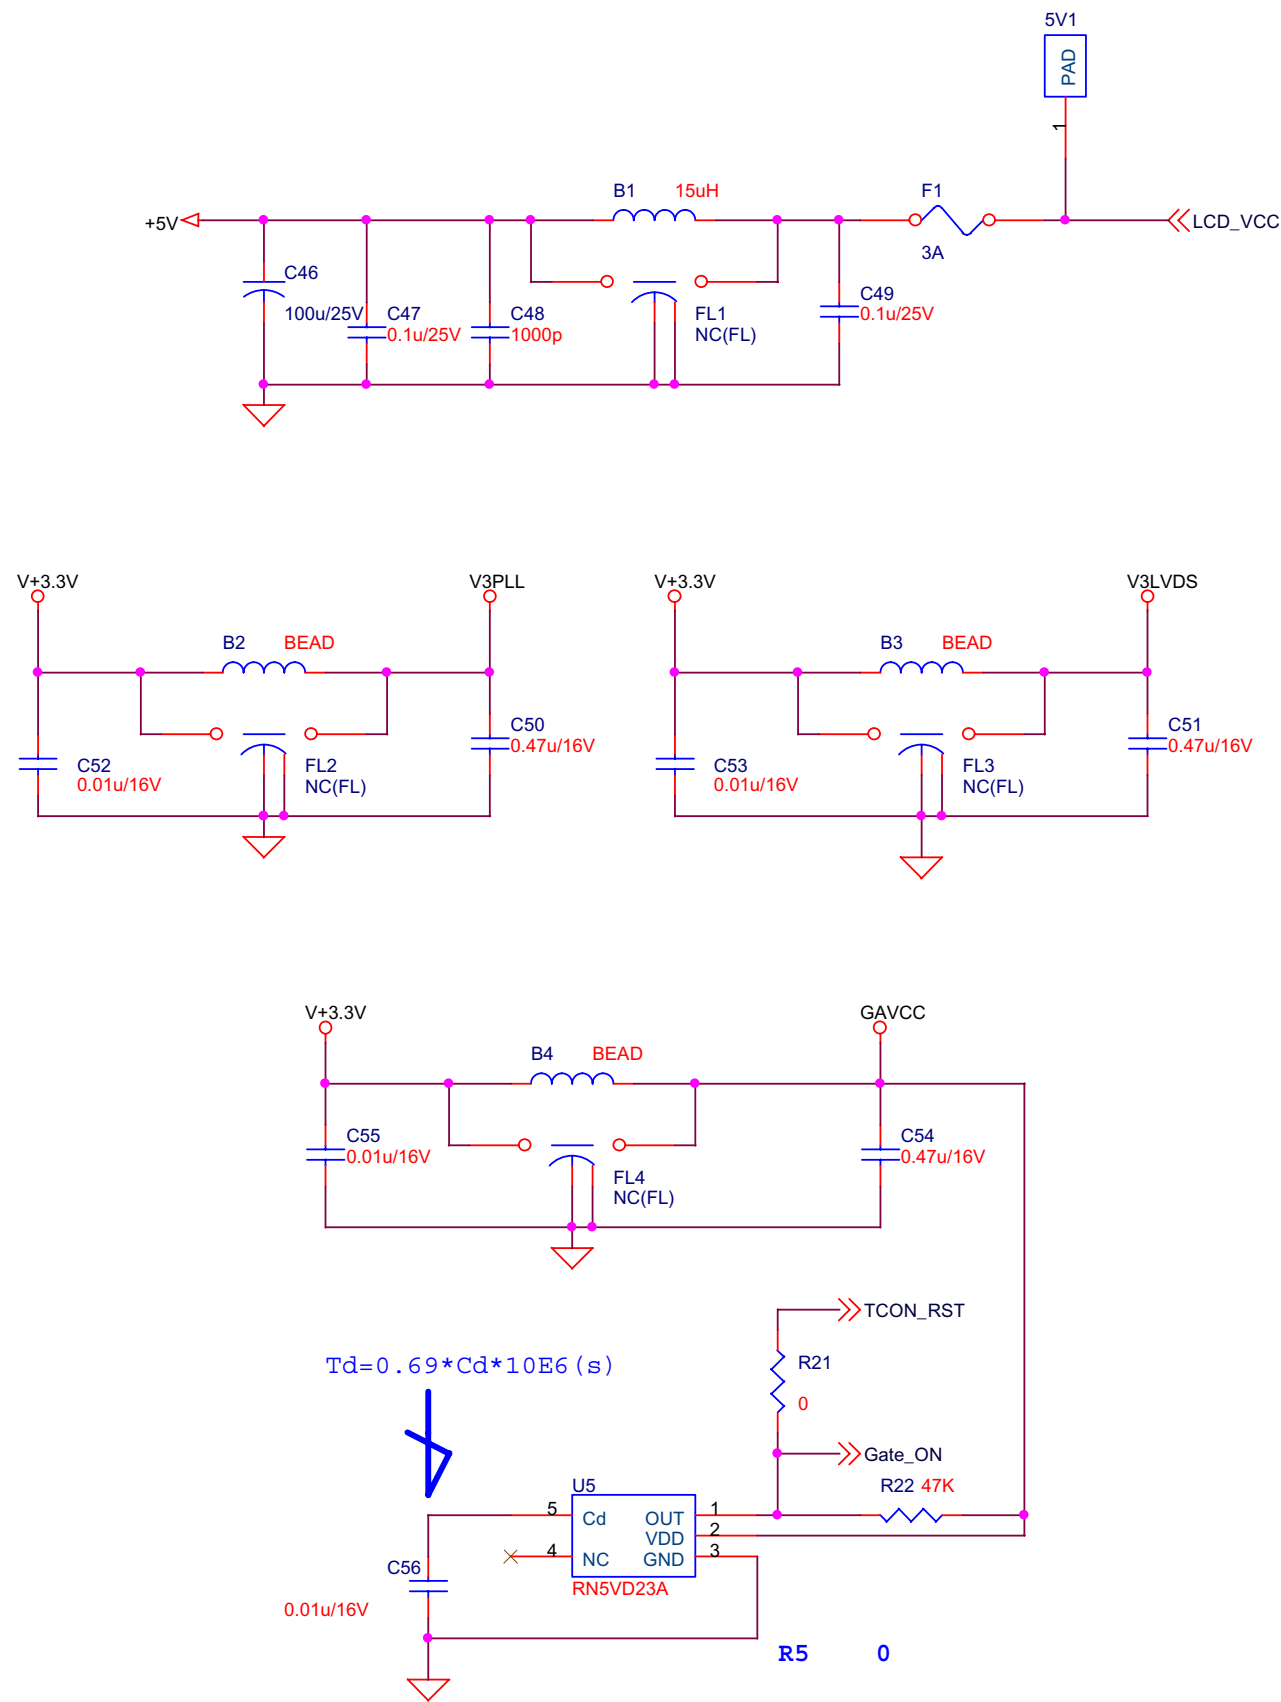 5V1
PAD
1
B1 15uH F1
+5V LCD_VCC
3A
C46
100u/25V
C47
0.1u/25V
C48
1000p
FL1
NC(FL)
C49
0.1u/25V
V+3.3V V3PLL
B2 BEAD
C52
0.01u/16V
FL2
NC(FL)
C50
0.47u/16V
V+3.3V V3LVDS
B3 BEAD
C53
0.01u/16V
FL3
NC(FL)
C51
0.47u/16V
V+3.3V GAVCC
B4 BEAD
C55
0.01u/16V
FL4
NC(FL)
C54
0.47u/16V
TCON_RST
Td=0.69*Cd*10E6(s)
R21
0
Gate_ON
R22 47K
U5
5 Cd OUT 1
VDD 2
4 NC GND 3
RN5VD23A
C56
0.01u/16V
R5 0